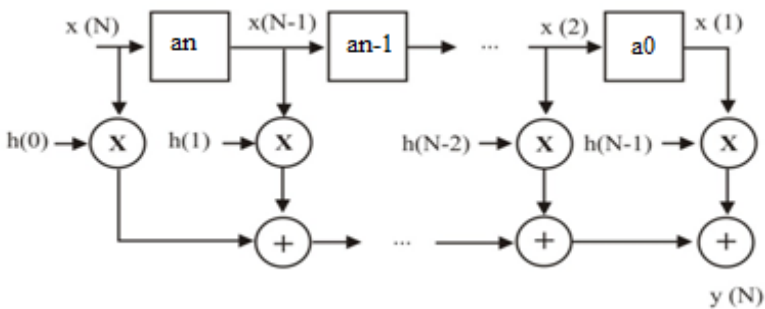 x (N) an x(N-1) an-1 ... x (2) a0 x (1)
h(0) X h(1) X h(N-2) X h(N-1) X
+ ... + +
y (N)